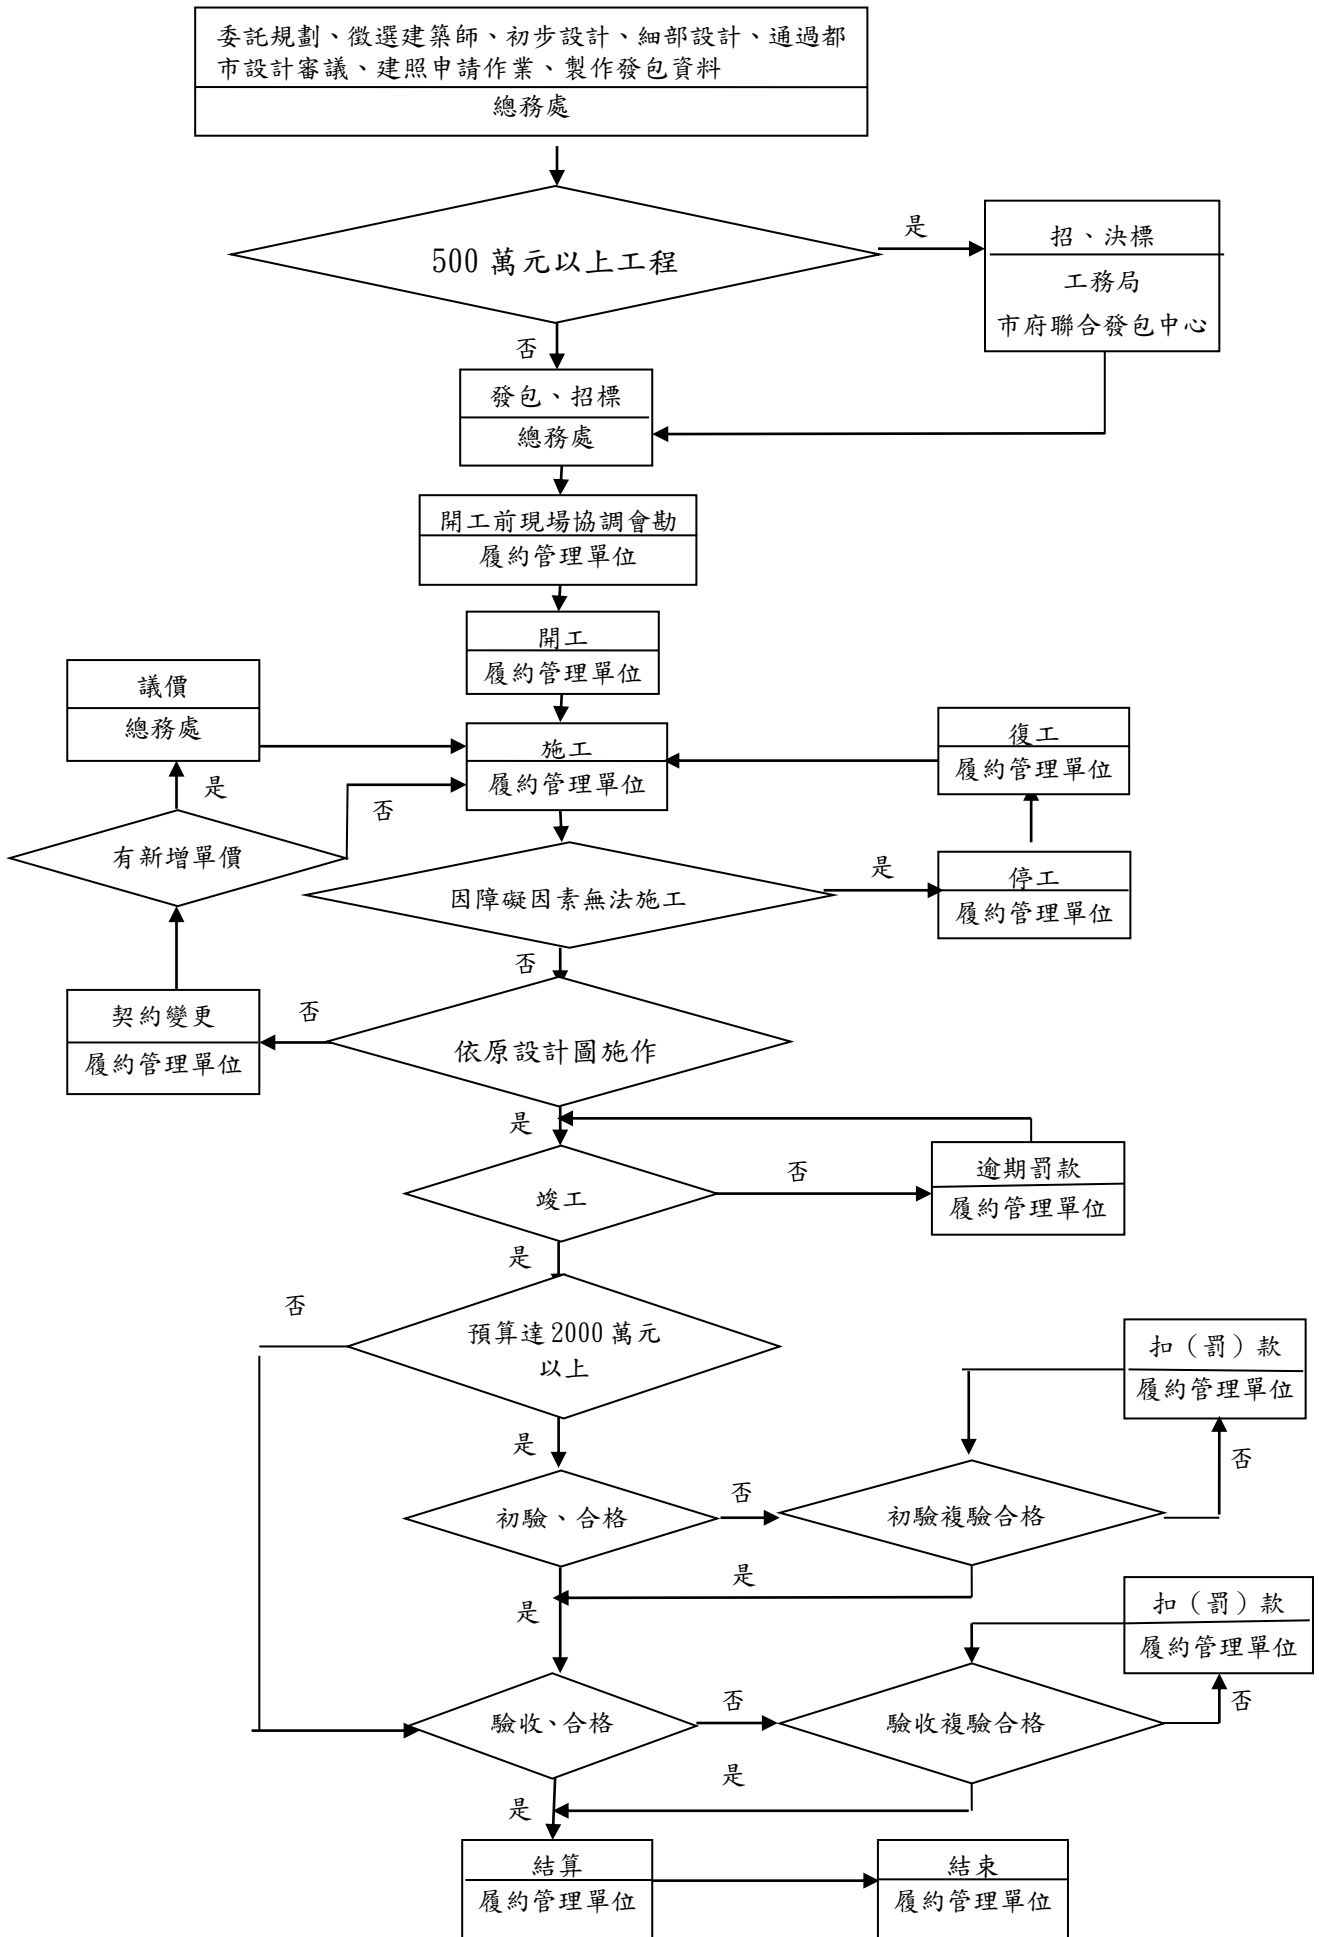 委託規劃、徵選建築師、初步設計、細部設計、通過都
市設計審議、建照申請作業、製作發包資料
總務處
500 萬元以上工程
是
招、決標
工務局
市府聯合發包中心
否
發包、招標
總務處
開工前現場協調會勘
履約管理單位
開工
履約管理單位
議價
總務處
施工
履約管理單位
復工
履約管理單位
是
否
有新增單價
因障礙因素無法施工
是
停工
履約管理單位
否
契約變更
履約管理單位
否
依原設計圖施作
是
竣工
否
逾期罰款
履約管理單位
是
否
預算達 2000 萬元
以上
扣（罰）款
履約管理單位
是
否
初驗、合格
否
初驗複驗合格
是
是
扣（罰）款
履約管理單位
驗收、合格
否
驗收複驗合格
否
是
是
結算
履約管理單位
結束
履約管理單位